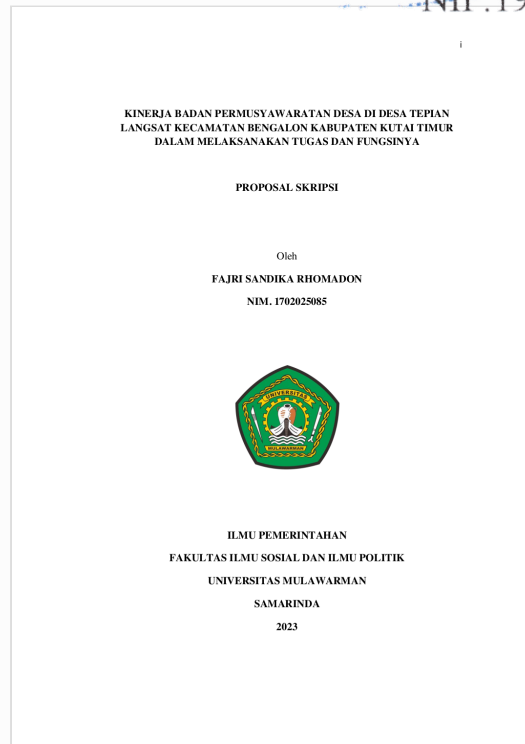 NIP.19
i
KINERJA BADAN PERMUSYAWARATAN DESA DI DESA TEPIAN
LANGSAT KECAMATAN BENGALON KABUPATEN KUTAI TIMUR
DALAM MELAKSANAKAN TUGAS DAN FUNGSINYA
PROPOSAL SKRIPSI
Oleh
FAJRI SANDIKA RHOMADON
NIM. 1702025085
UNIVERSITAS
MULAWARMAN
ILMU PEMERINTAHAN
FAKULTAS ILMU SOSIAL DAN ILMU POLITIK
UNIVERSITAS MULAWARMAN
SAMARINDA
2023